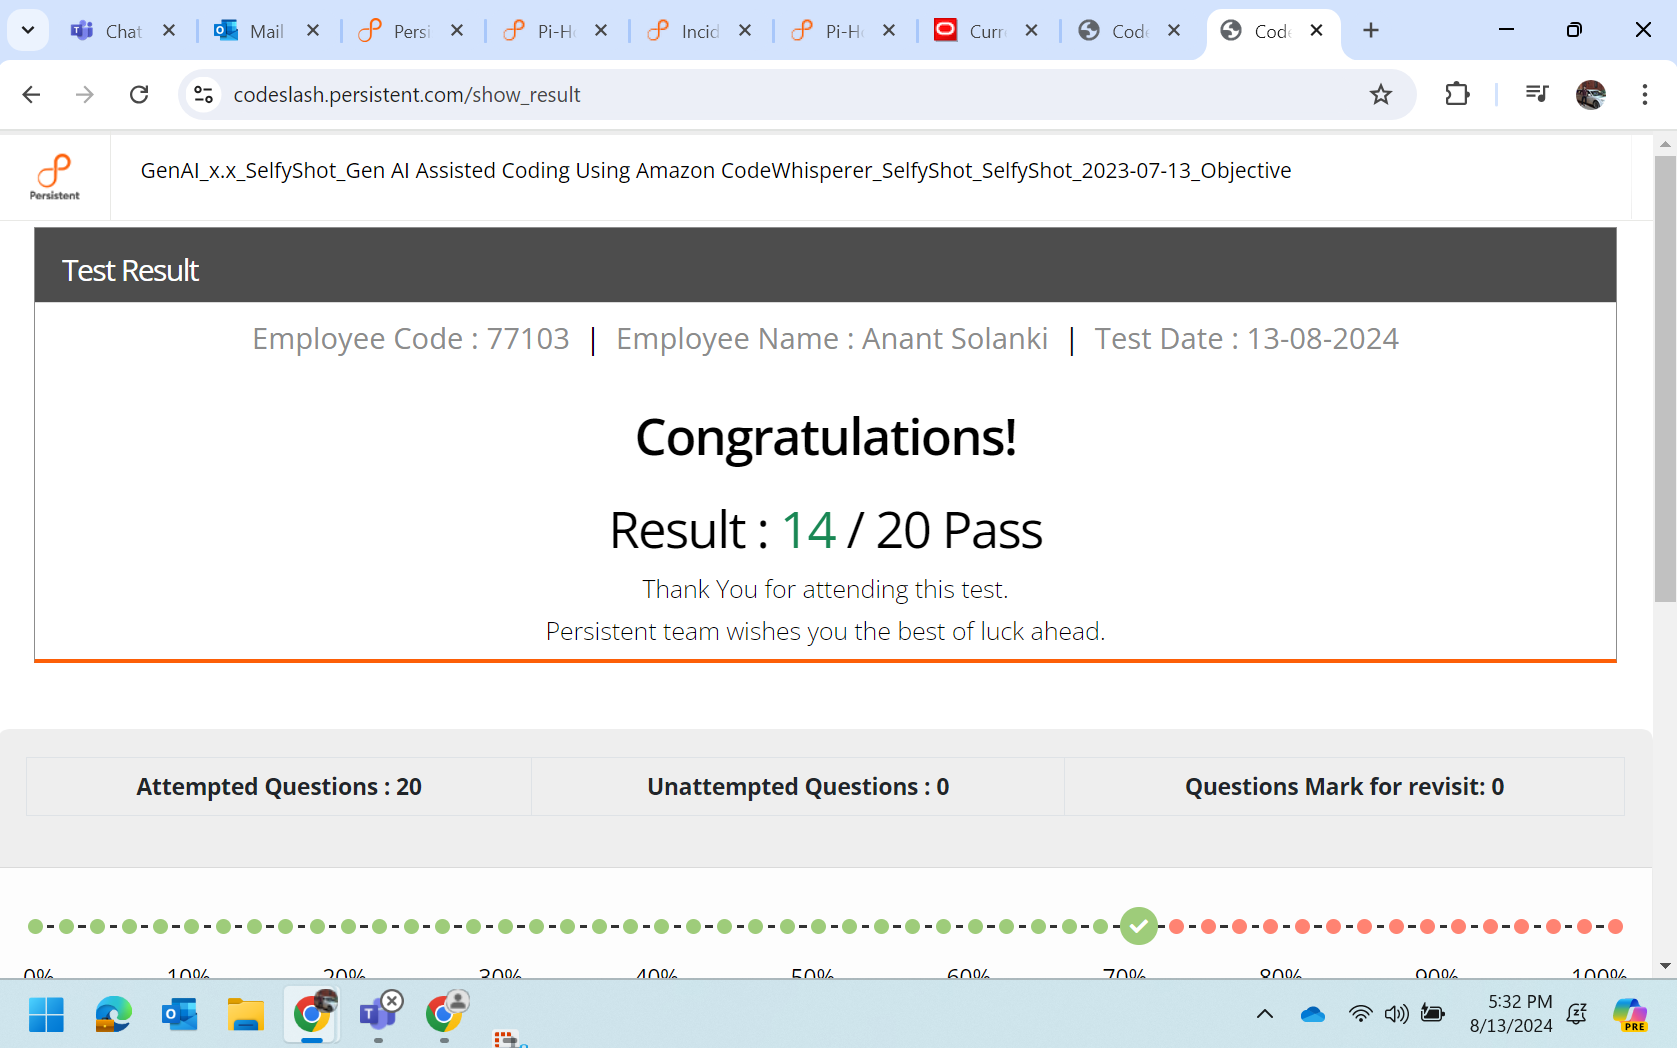 Chat
Mail
Persi
Pi-H
Incid
Pi-H
Curr
Code
Code
codeslash.persistent.com/show_result
Persistent
GenAI_x.x_SelfyShot_Gen AI Assisted Coding Using Amazon CodeWhisperer_SelfyShot_SelfyShot_2023-07-13_Objective
Test Result
Employee Code : 77103 | Employee Name : Anant Solanki | Test Date : 13-08-2024
Congratulations!
Result : 14 / 20 Pass
Thank You for attending this test.
Persistent team wishes you the best of luck ahead.
Attempted Questions : 20
Unattempted Questions : 0
Questions Mark for revisit: 0
0% 10% 20% 30% 40% 50% 60% 70% 80% 90% 100%
5:32 PM
8/13/2024
PRE